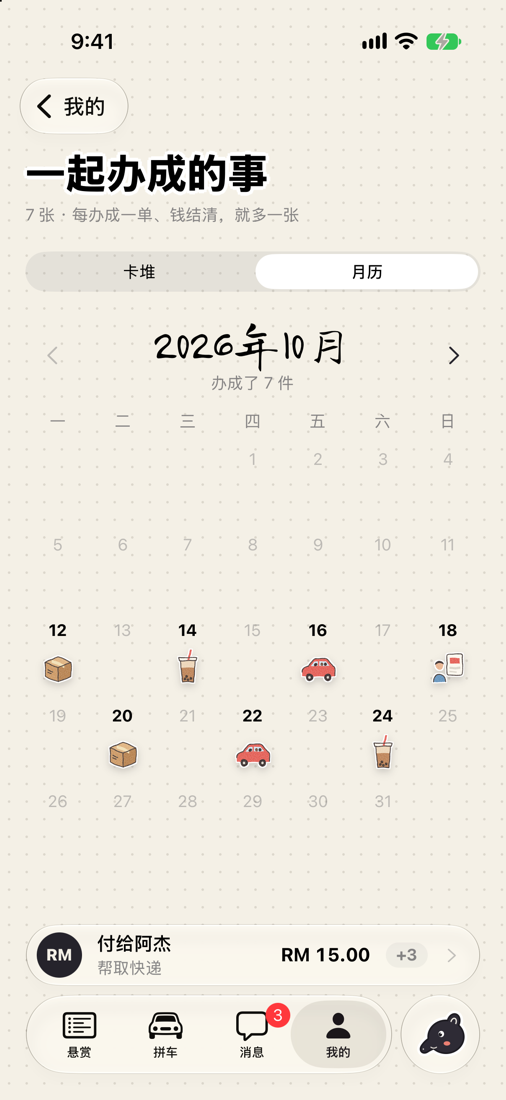 9:41
我的
一起办成的事
7 张 · 每办成一单、钱结清，就多一张
卡堆 月历
2026年10月
办成了 7 件
一 二 三 四 五 六 日
1 2 3 4
5 6 7 8 9 10 11
12 13 14 15 16 17 18
19 20 21 22 23 24 25
26 27 28 29 30 31
RM 付给阿杰 RM 15.00 +3
帮取快递
3
悬赏 拼车 消息 我的